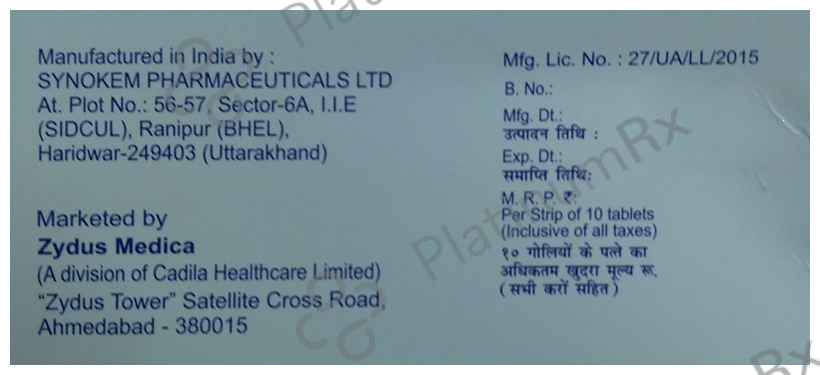 Manufactured in India by :
SYNOKEM PHARMACEUTICALS LTD
At. Plot No.: 56-57, Sector-6A, I.I.E
(SIDCUL), Ranipur (BHEL),
Haridwar-249403 (Uttarakhand)
Marketed by
Zydus Medica
(A division of Cadila Healthcare Limited)
“Zydus Tower” Satellite Cross Road,
Ahmedabad - 380015
Mfg. Lic. No. : 27/UA/LL/2015
B. No.:
Mfg. Dt.:
उत्पादन तिथि :
Exp. Dt.:
समाप्ति तिथि:
M. R. P. ₹:
Per Strip of 10 tablets
(Inclusive of all taxes)
१० गोलियों के पत्ते का
अधिकतम खुदरा मूल्य रू.
( सभी करों सहित )
PlatinumRx